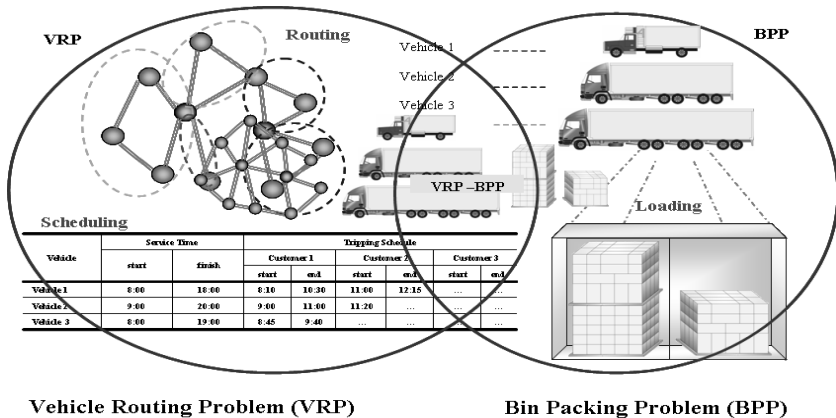 VRP
Routing
Vehicle 1
Vehicle 2
Vehicle 3
BPP
VRP –BPP
Loading
Scheduling
Vehicle Service Time Tripping Schedule
start finish Customer 1 Customer 2 Customer 3
start end start end start end
Vehicle 1 8:00 18:00 8:10 10:30 11:00 12:15 ... ...
Vehicle 2 9:00 20:00 9:00 11:00 11:20 ... ... ...
Vehicle 3 8:00 19:00 8:45 9:40 ... ... ... ...
Vehicle Routing Problem (VRP)
Bin Packing Problem (BPP)